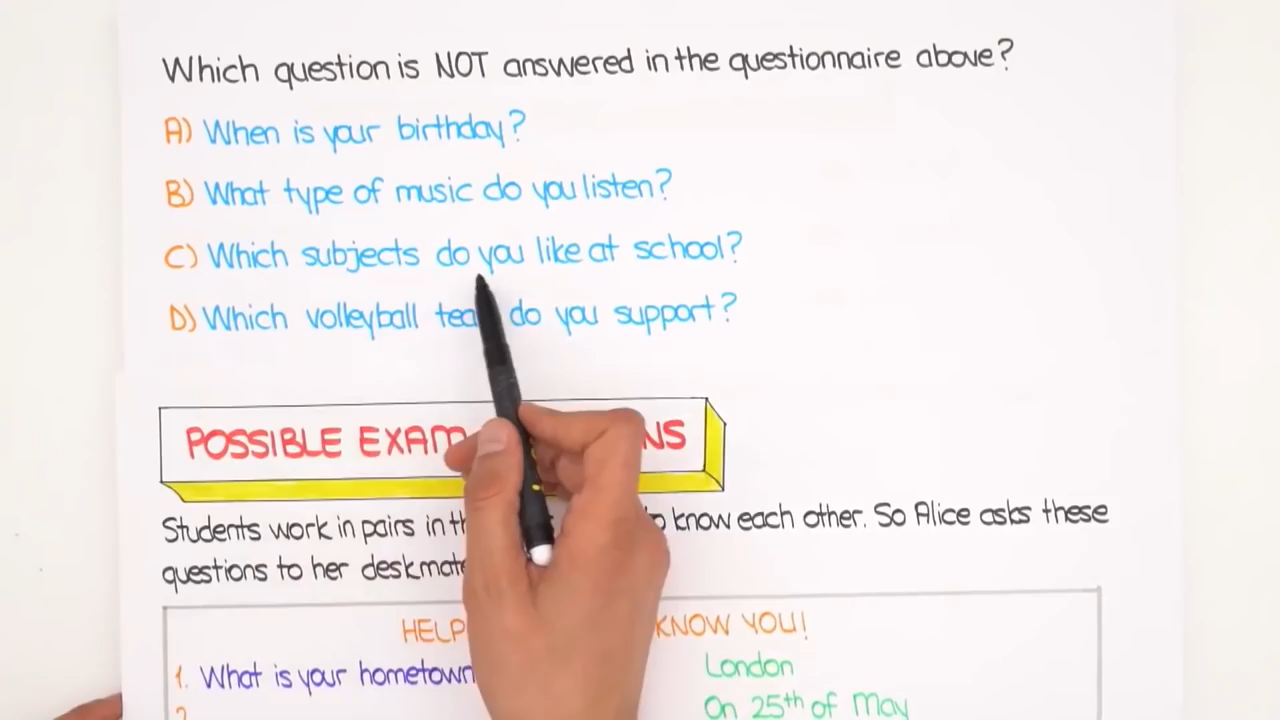 Which question is NOT answered in the questionnaire above?
A) When is your birthday?
B) What type of music do you listen?
C) Which subjects do you like at school?
D) Which volleyball do you support?
POSSIBLE EXAM
Students work in pairs in know each other. So Alice asks these
questions to her
HELP KNOW YOU!
1. What is your hometown London
2. On 25th of May